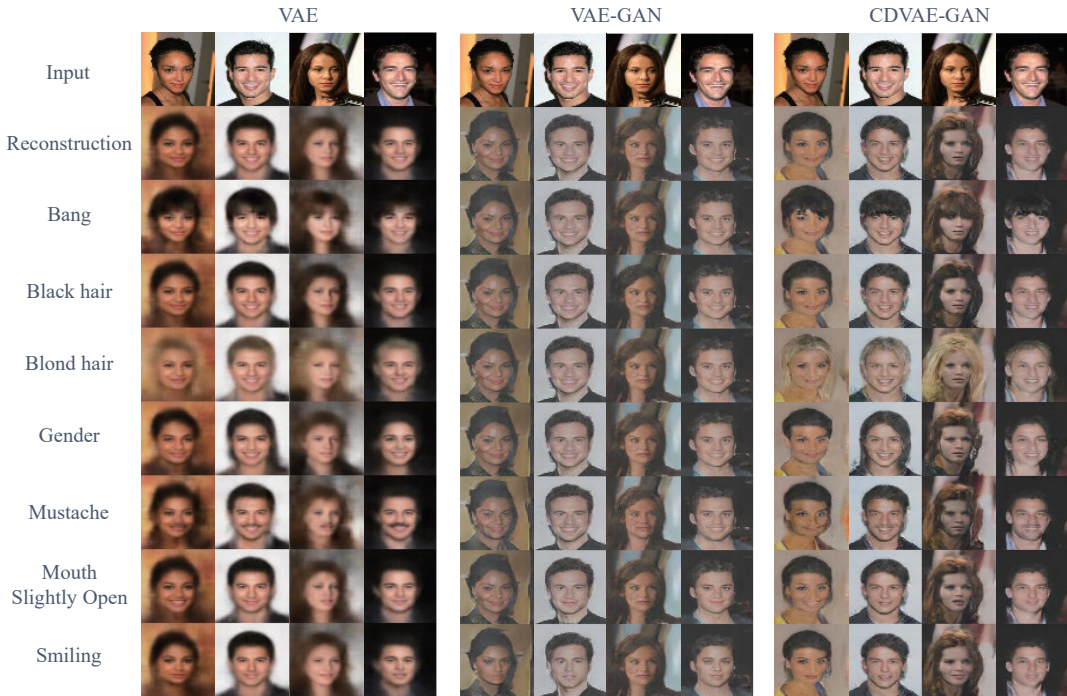 VAE
VAE-GAN
CDVAE-GAN
Input
Reconstruction
Bang
Black hair
Blond hair
Gender
Mustache
Mouth
Slightly Open
Smiling